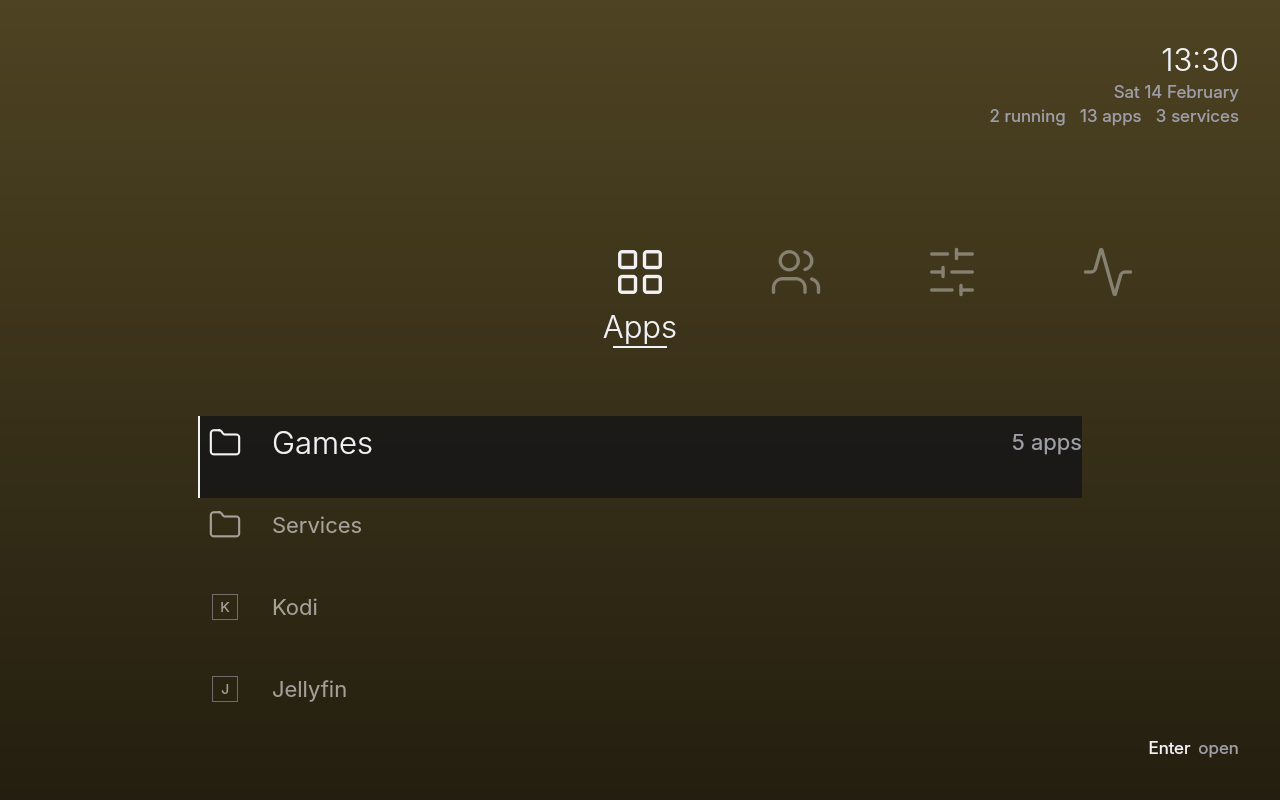 13:30
Sat 14 February
2 running 13 apps 3 services
Apps
Games 5 apps
Services
K Kodi
J Jellyfin
Enter open